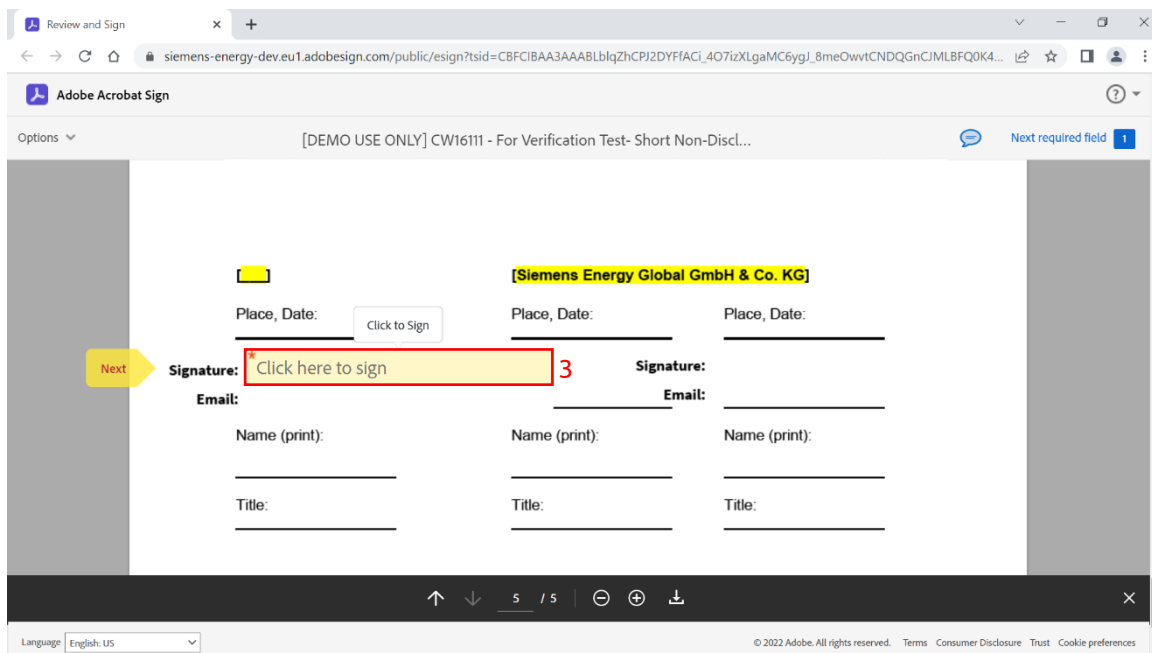 Review and Sign
siemens-energy-dev.eu1.adobesign.com/public/esign?tsid=CBFCIBAA3AAABLblqZhCPJ2DYFfACi_4O7izXLgaMC6ygJ_8meOwvtCNDQGnCJMLBFQ0K4...
Adobe Acrobat Sign
Options [DEMO USE ONLY] CW16111 - For Verification Test- Short Non-Discl... Next required field 1
[___] [Siemens Energy Global GmbH & Co. KG]
Place, Date: Place, Date: Place, Date:
Click to Sign
Next Signature: * Click here to sign 3 Signature:
Email: Email:
Name (print): Name (print): Name (print):
Title: Title: Title:
5 / 5
Language English: US © 2022 Adobe. All rights reserved. Terms Consumer Disclosure Trust Cookie preferences